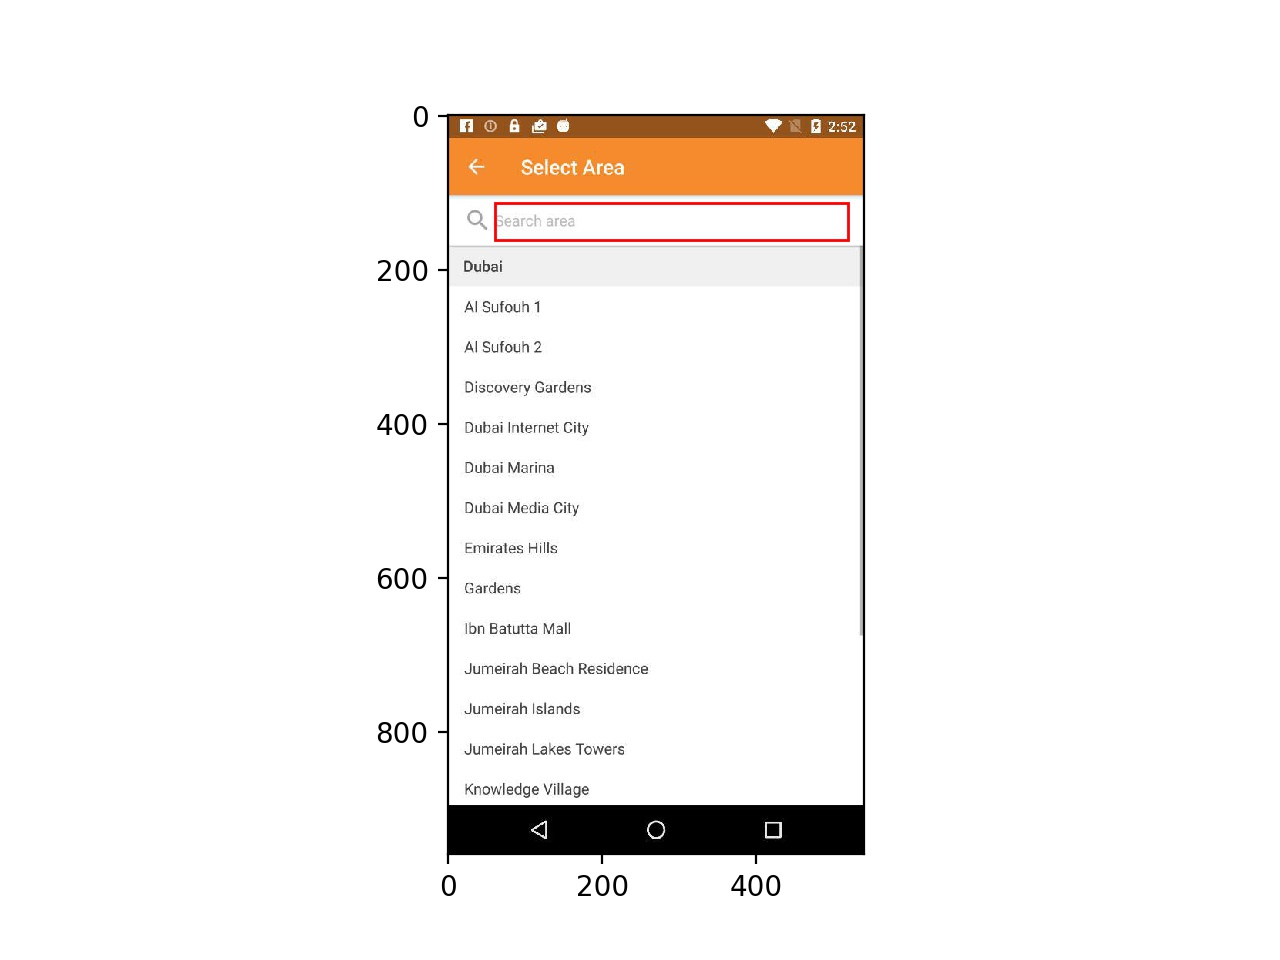 0
2:52
Select Area
Search area
200
Dubai
Al Sufouh 1
Al Sufouh 2
Discovery Gardens
400
Dubai Internet City
Dubai Marina
Dubai Media City
Emirates Hills
600
Gardens
Ibn Batutta Mall
Jumeirah Beach Residence
Jumeirah Islands
800
Jumeirah Lakes Towers
Knowledge Village
0
200
400